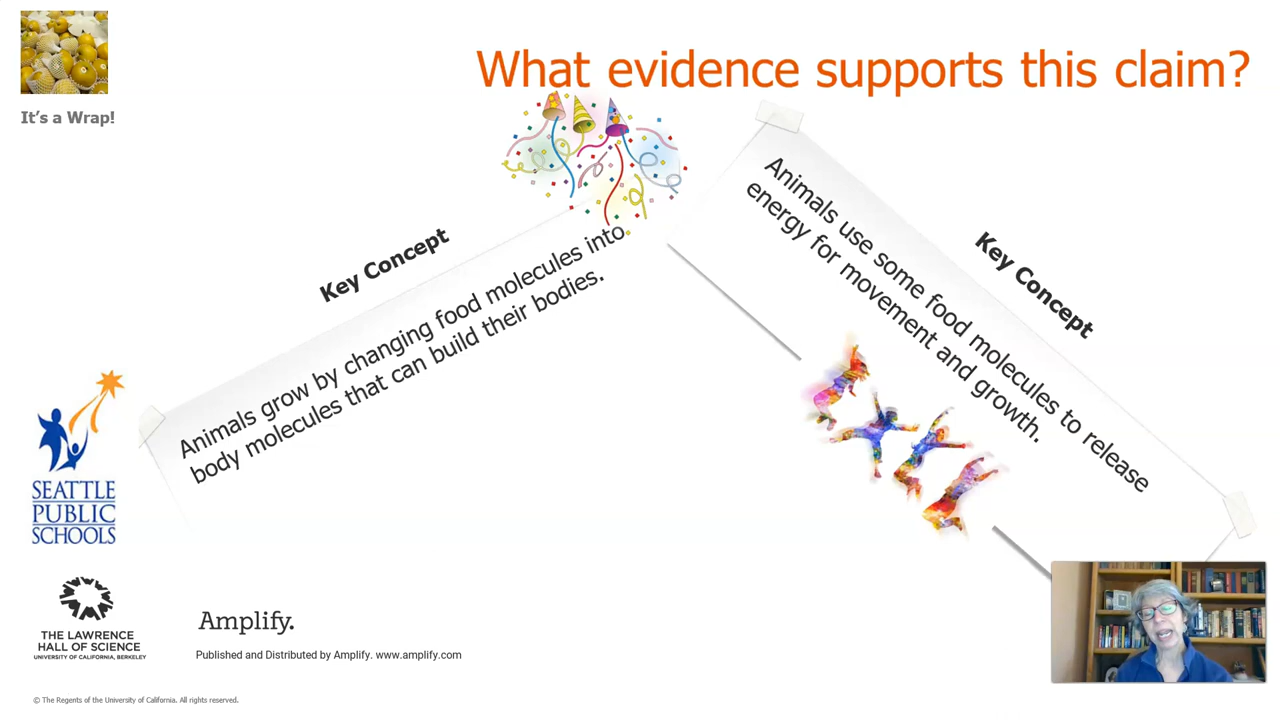 What evidence supports this claim?
It's a Wrap!
Key Concept
Animals grow by changing food molecules into
body molecules that can build their bodies.
Key Concept
Animals use some food molecules to release
energy for movement and growth.
SEATTLE
PUBLIC
SCHOOLS
THE LAWRENCE
HALL OF SCIENCE
UNIVERSITY OF CALIFORNIA, BERKELEY
Amplify.
Published and Distributed by Amplify. www.amplify.com
© The Regents of the University of California. All rights reserved.